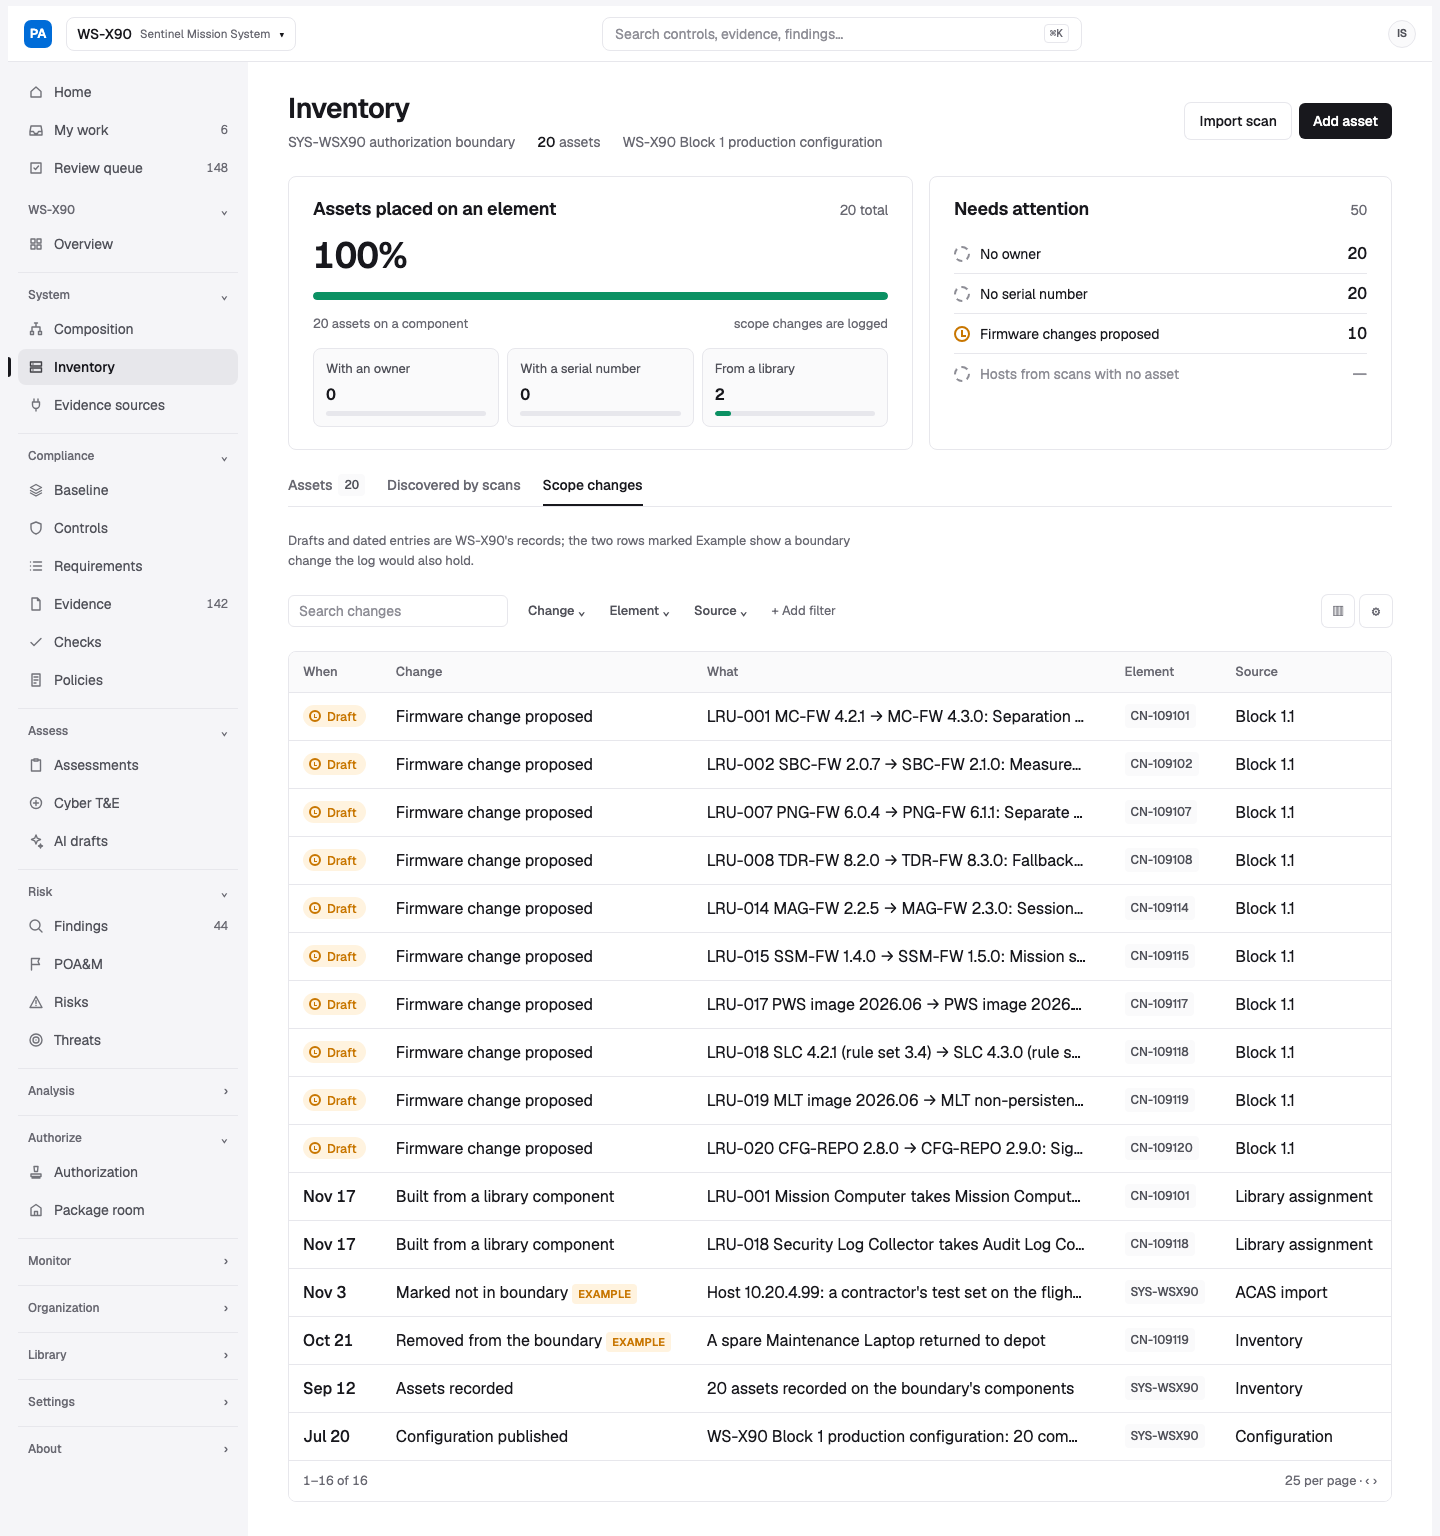 PA WS-X90 Sentinel Mission System ▾ Search controls, evidence, findings... ⌘K IS
Home
My work 6
Review queue 148
WS-X90
Overview
System
Composition
Inventory
Evidence sources
Compliance
Baseline
Controls
Requirements
Evidence 142
Checks
Policies
Assess
Assessments
Cyber T&E
AI drafts
Risk
Findings 44
POA&M
Risks
Threats
Analysis
Authorize
Authorization
Package room
Monitor
Organization
Library
Settings
About
Inventory
SYS-WSX90 authorization boundary 20 assets WS-X90 Block 1 production configuration
Import scan Add asset
Assets placed on an element 20 total
100%
20 assets on a component scope changes are logged
With an owner
0
With a serial number
0
From a library
2
Needs attention 50
No owner 20
No serial number 20
Firmware changes proposed 10
Hosts from scans with no asset —
Assets 20 Discovered by scans Scope changes
Drafts and dated entries are WS-X90's records; the two rows marked Example show a boundary
change the log would also hold.
Search changes Change Element Source + Add filter
When Change What Element Source
Draft Firmware change proposed LRU-001 MC-FW 4.2.1 → MC-FW 4.3.0: Separation ... CN-109101 Block 1.1
Draft Firmware change proposed LRU-002 SBC-FW 2.0.7 → SBC-FW 2.1.0: Measure... CN-109102 Block 1.1
Draft Firmware change proposed LRU-007 PNG-FW 6.0.4 → PNG-FW 6.1.1: Separate ... CN-109107 Block 1.1
Draft Firmware change proposed LRU-008 TDR-FW 8.2.0 → TDR-FW 8.3.0: Fallback... CN-109108 Block 1.1
Draft Firmware change proposed LRU-014 MAG-FW 2.2.5 → MAG-FW 2.3.0: Session... CN-109114 Block 1.1
Draft Firmware change proposed LRU-015 SSM-FW 1.4.0 → SSM-FW 1.5.0: Mission s... CN-109115 Block 1.1
Draft Firmware change proposed LRU-017 PWS image 2026.06 → PWS image 2026.... CN-109117 Block 1.1
Draft Firmware change proposed LRU-018 SLC 4.2.1 (rule set 3.4) → SLC 4.3.0 (rule s... CN-109118 Block 1.1
Draft Firmware change proposed LRU-019 MLT image 2026.06 → MLT non-persisten... CN-109119 Block 1.1
Draft Firmware change proposed LRU-020 CFG-REPO 2.8.0 → CFG-REPO 2.9.0: Sig... CN-109120 Block 1.1
Nov 17 Built from a library component LRU-001 Mission Computer takes Mission Comput... CN-109101 Library assignment
Nov 17 Built from a library component LRU-018 Security Log Collector takes Audit Log Co... CN-109118 Library assignment
Nov 3 Marked not in boundary EXAMPLE Host 10.20.4.99: a contractor's test set on the fligh... SYS-WSX90 ACAS import
Oct 21 Removed from the boundary EXAMPLE A spare Maintenance Laptop returned to depot CN-109119 Inventory
Sep 12 Assets recorded 20 assets recorded on the boundary's components SYS-WSX90 Inventory
Jul 20 Configuration published WS-X90 Block 1 production configuration: 20 com... SYS-WSX90 Configuration
1–16 of 16 25 per page · ‹ ›